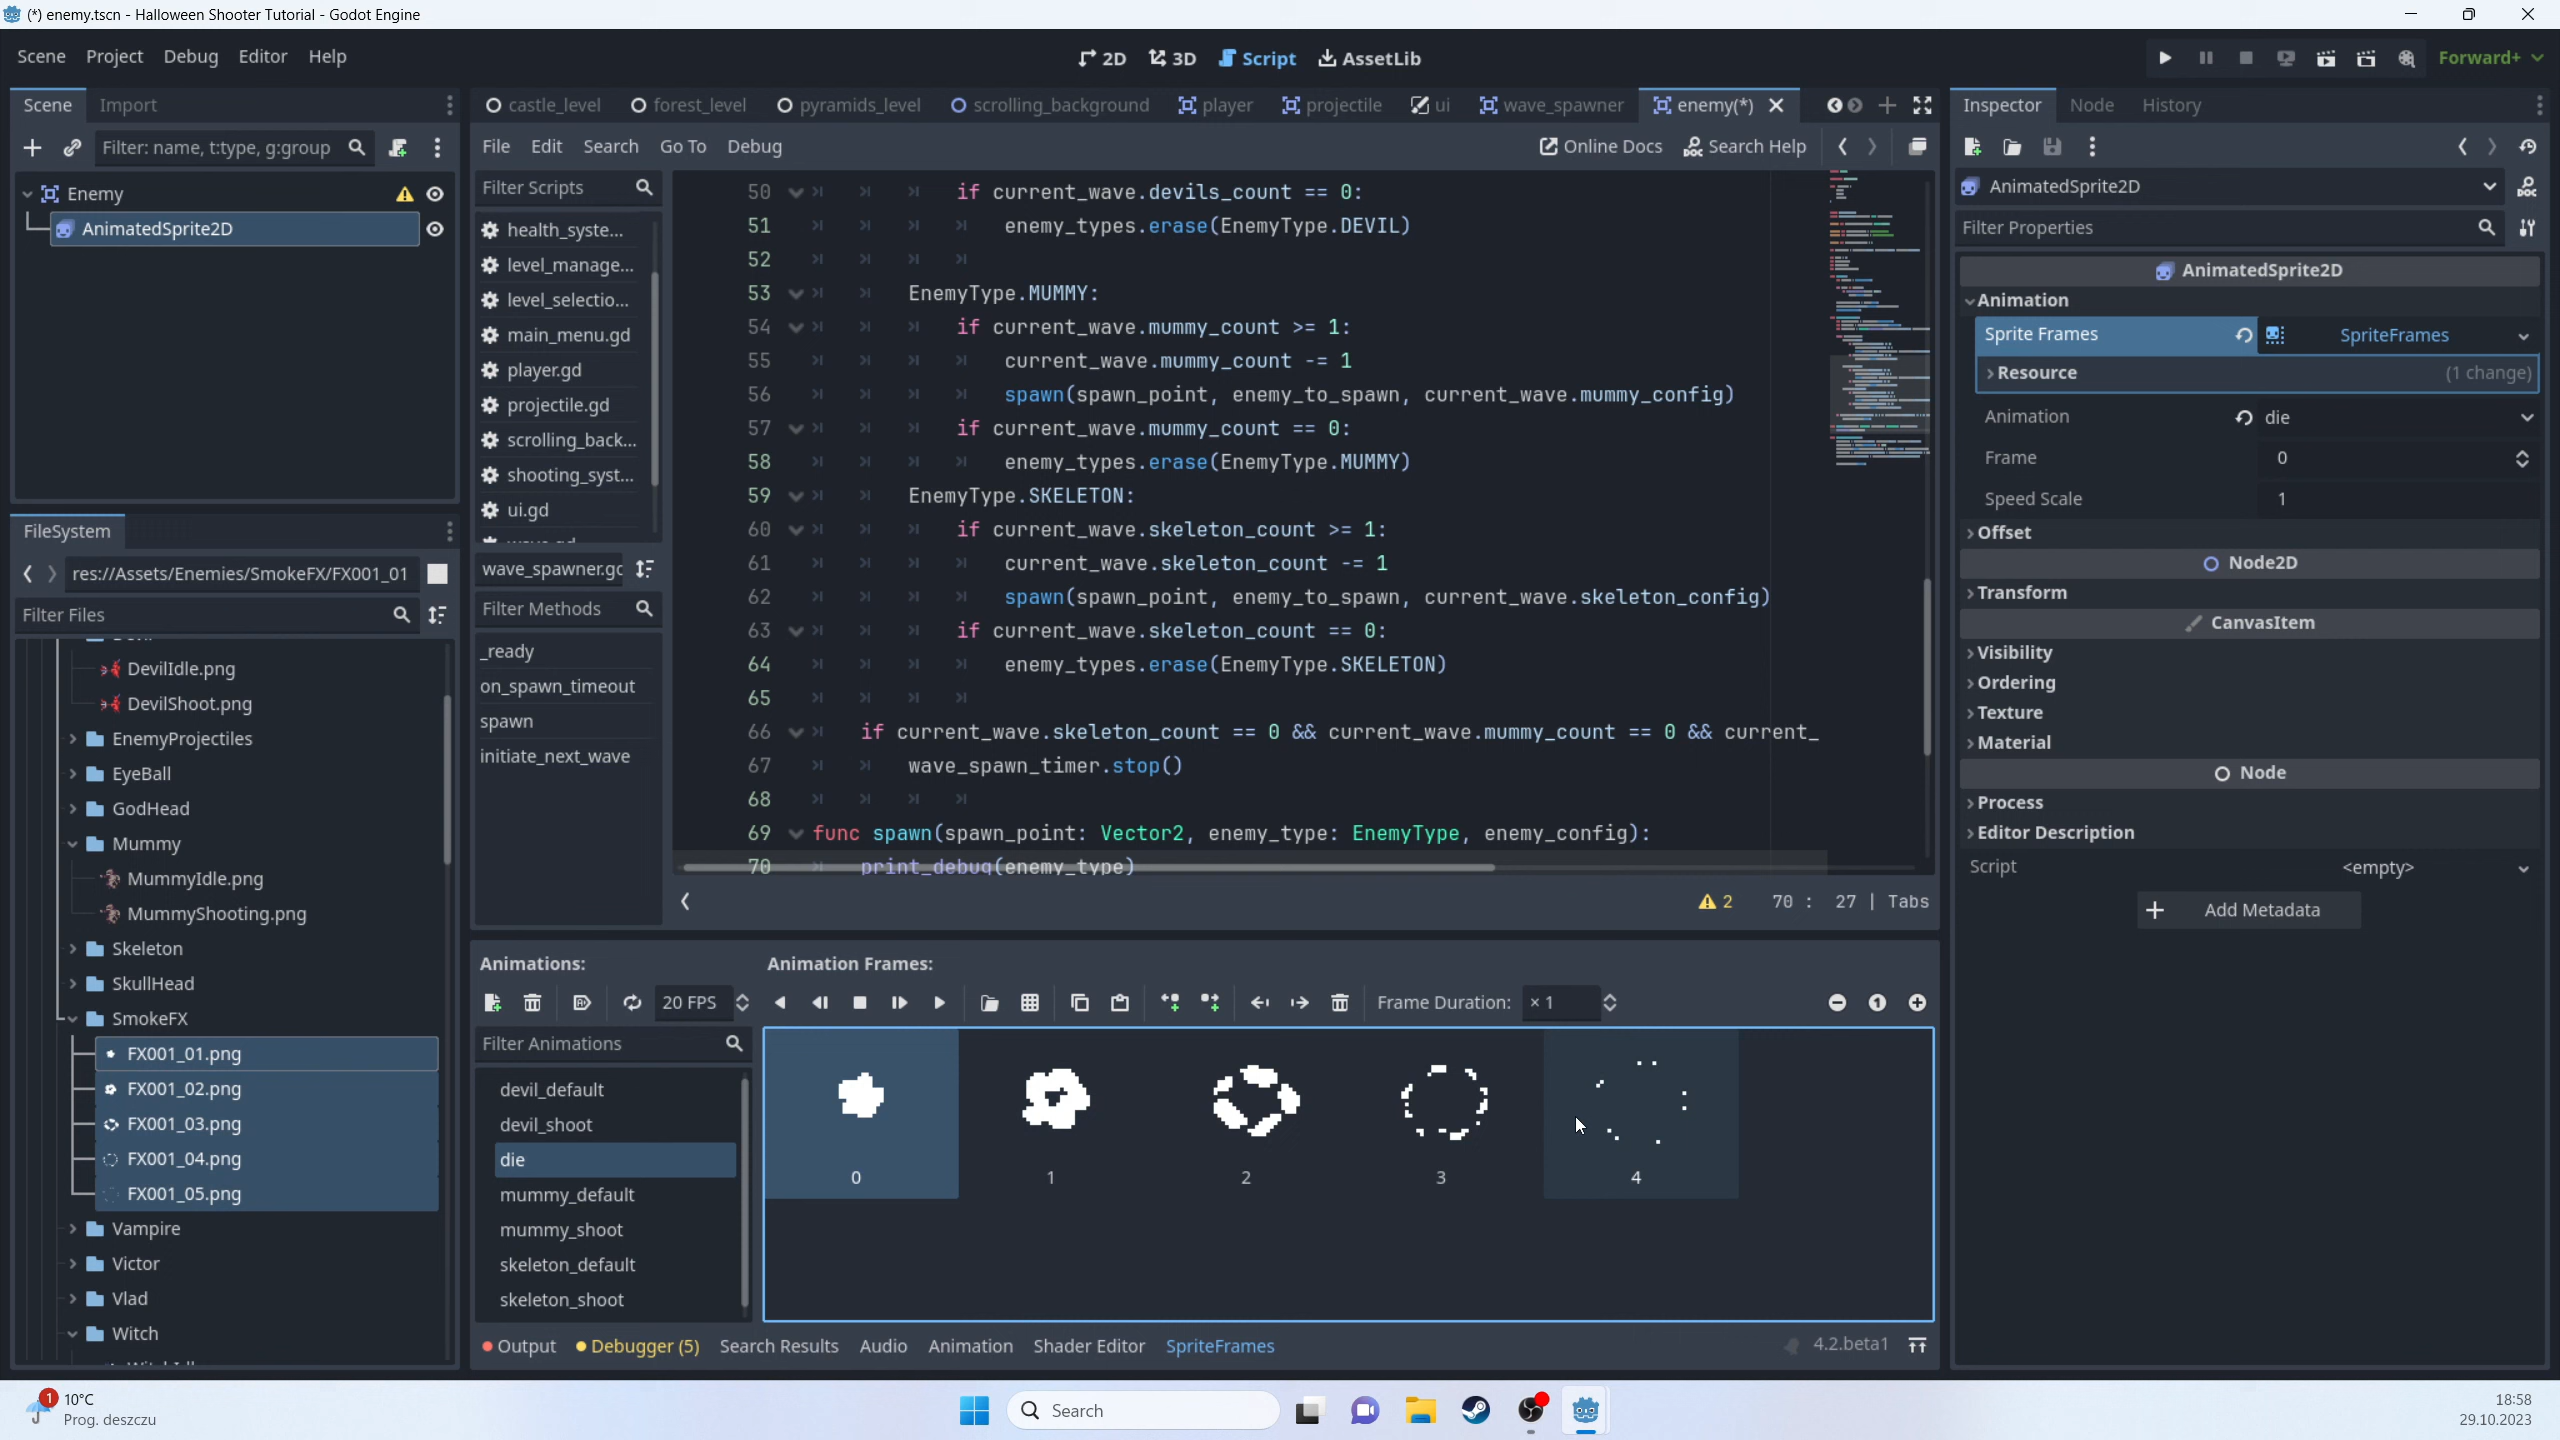 (*) enemy.tscn - Halloween Shooter Tutorial - Godot Engine
Scene Project Debug Editor Help
2D 3D Script AssetLib
Forward+
Scene Import
Filter: name, t:type, g:group
Enemy
AnimatedSprite2D
FileSystem
res://Assets/Enemies/SmokeFX/FX001_01
Filter Files
DevilIdle.png
DevilShoot.png
EnemyProjectiles
EyeBall
GodHead
Mummy
MummyIdle.png
MummyShooting.png
Skeleton
SkullHead
SmokeFX
FX001_01.png
FX001_02.png
FX001_03.png
FX001_04.png
FX001_05.png
Vampire
Victor
Vlad
Witch
castle_level forest_level pyramids_level scrolling_background player projectile ui wave_spawner enemy(*)
File Edit Search Go To Debug
Online Docs Search Help
Filter Scripts
health_syste...
level_manage...
level_selectio...
main_menu.gd
player.gd
projectile.gd
scrolling_back...
shooting_syst...
ui.gd
wave_spawner.gd
Filter Methods
_ready
on_spawn_timeout
spawn
initiate_next_wave
50 if current_wave.devils_count == 0:
51 enemy_types.erase(EnemyType.DEVIL)
52
53 EnemyType.MUMMY:
54 if current_wave.mummy_count >= 1:
55 current_wave.mummy_count -= 1
56 spawn(spawn_point, enemy_to_spawn, current_wave.mummy_config)
57 if current_wave.mummy_count == 0:
58 enemy_types.erase(EnemyType.MUMMY)
59 EnemyType.SKELETON:
60 if current_wave.skeleton_count >= 1:
61 current_wave.skeleton_count -= 1
62 spawn(spawn_point, enemy_to_spawn, current_wave.skeleton_config)
63 if current_wave.skeleton_count == 0:
64 enemy_types.erase(EnemyType.SKELETON)
65
66 if current_wave.skeleton_count == 0 && current_wave.mummy_count == 0 && current_
67 wave_spawn_timer.stop()
68
69 func spawn(spawn_point: Vector2, enemy_type: EnemyType, enemy_config):
70 print_debug(enemy_type)
2 70 : 27 | Tabs
Animations:
20 FPS
Filter Animations
devil_default
devil_shoot
die
mummy_default
mummy_shoot
skeleton_default
skeleton_shoot
Animation Frames:
Frame Duration: ×1
0 1 2 3 4
Output Debugger (5) Search Results Audio Animation Shader Editor SpriteFrames
4.2.beta1
Inspector Node History
AnimatedSprite2D
Filter Properties
AnimatedSprite2D
Animation
Sprite Frames SpriteFrames
Resource (1 change)
Animation die
Frame 0
Speed Scale 1
Offset
Node2D
Transform
CanvasItem
Visibility
Ordering
Texture
Material
Node
Process
Editor Description
Script <empty>
Add Metadata
1
10°C
Prog. deszczu
Search
18:58
29.10.2023